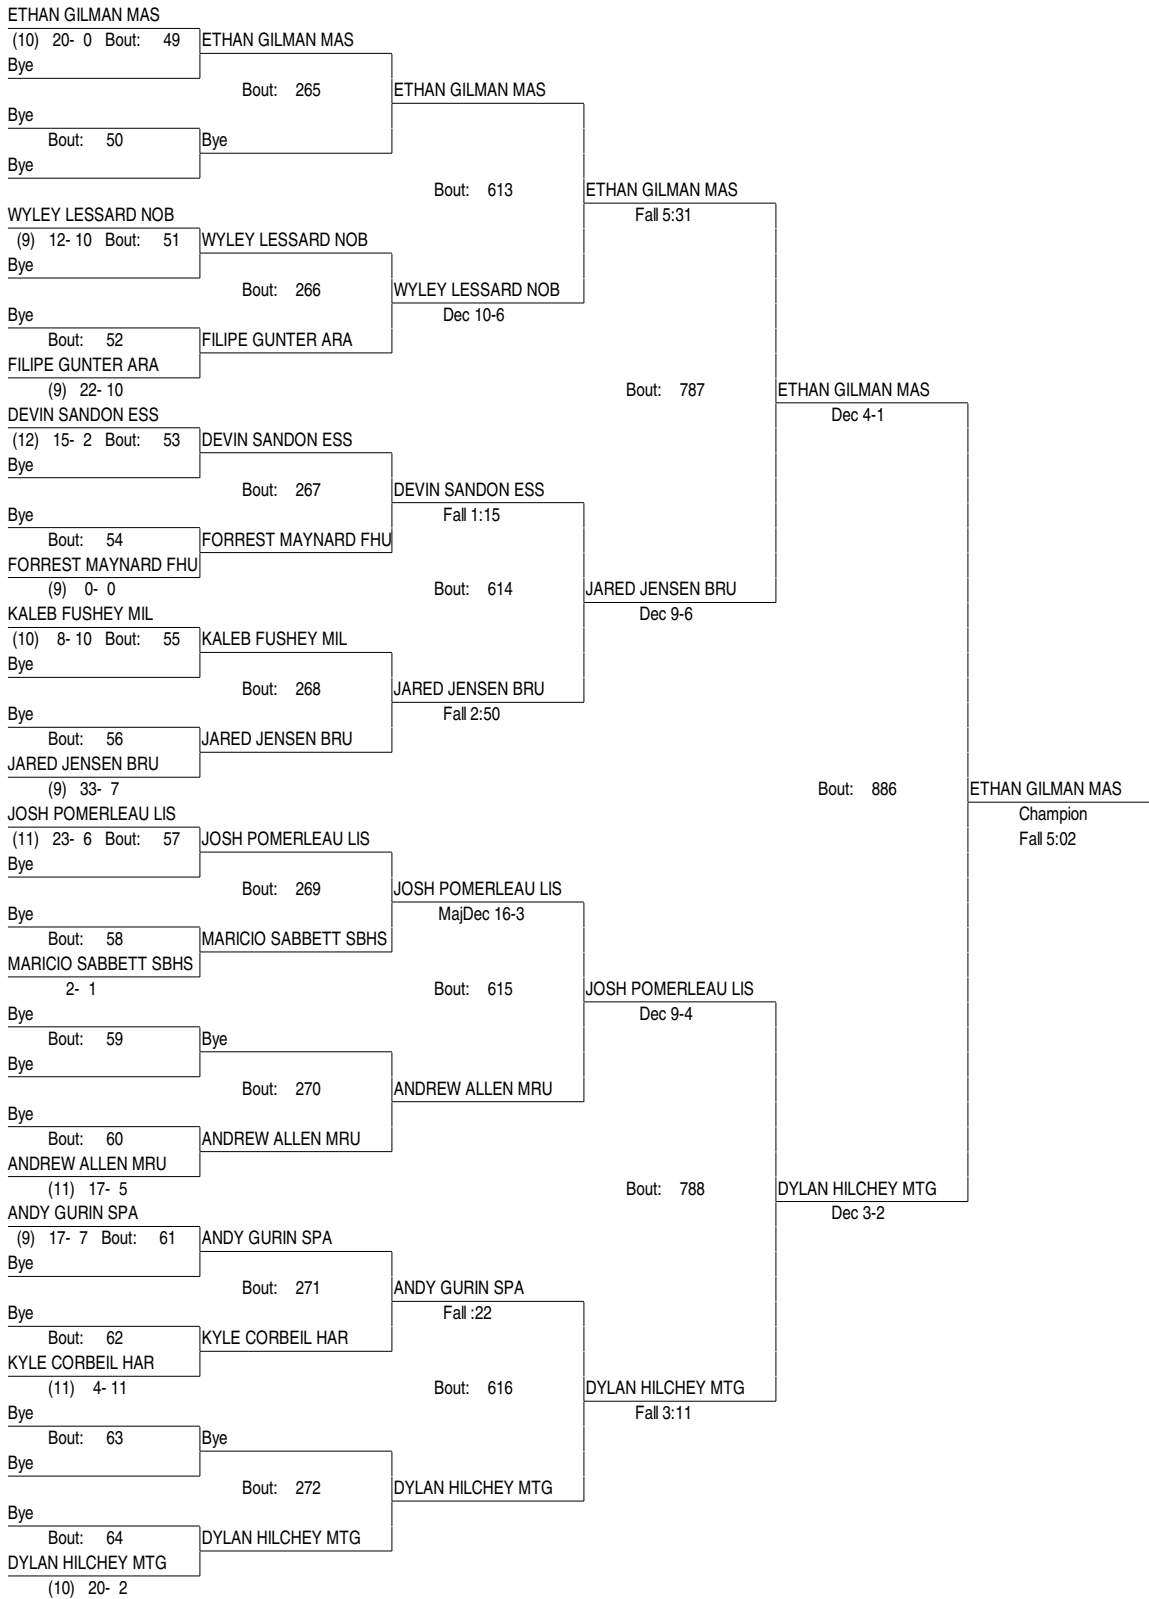 ETHAN GILMAN MAS
(10) 20- 0 Bout: 49 ETHAN GILMAN MAS
Bye
Bout: 265 ETHAN GILMAN MAS
Bye
Bout: 50 Bye
Bye
Bout: 613 ETHAN GILMAN MAS
WYLEY LESSARD NOB Fall 5:31
(9) 12- 10 Bout: 51 WYLEY LESSARD NOB
Bye
Bout: 266 WYLEY LESSARD NOB
Bye Dec 10-6
Bout: 52 FILIPE GUNTER ARA
FILIPE GUNTER ARA
(9) 22- 10 Bout: 787 ETHAN GILMAN MAS
DEVIN SANDON ESS Dec 4-1
(12) 15- 2 Bout: 53 DEVIN SANDON ESS
Bye
Bout: 267 DEVIN SANDON ESS
Bye Fall 1:15
Bout: 54 FORREST MAYNARD FHU
FORREST MAYNARD FHU
(9) 0- 0 Bout: 614 JARED JENSEN BRU
KALEB FUSHEY MIL Dec 9-6
(10) 8- 10 Bout: 55 KALEB FUSHEY MIL
Bye
Bout: 268 JARED JENSEN BRU
Bye Fall 2:50
Bout: 56 JARED JENSEN BRU
JARED JENSEN BRU
(9) 33- 7 Bout: 886 ETHAN GILMAN MAS
JOSH POMERLEAU LIS Champion
(11) 23- 6 Bout: 57 JOSH POMERLEAU LIS Fall 5:02
Bye
Bout: 269 JOSH POMERLEAU LIS
Bye MajDec 16-3
Bout: 58 MARICIO SABBETT SBHS
MARICIO SABBETT SBHS
2- 1 Bout: 615 JOSH POMERLEAU LIS
Bye Dec 9-4
Bout: 59 Bye
Bye
Bout: 270 ANDREW ALLEN MRU
Bye
Bout: 60 ANDREW ALLEN MRU
ANDREW ALLEN MRU
(11) 17- 5 Bout: 788 DYLAN HILCHEY MTG
ANDY GURIN SPA Dec 3-2
(9) 17- 7 Bout: 61 ANDY GURIN SPA
Bye
Bout: 271 ANDY GURIN SPA
Bye Fall :22
Bout: 62 KYLE CORBEIL HAR
KYLE CORBEIL HAR
(11) 4- 11 Bout: 616 DYLAN HILCHEY MTG
Bye Fall 3:11
Bout: 63 Bye
Bye
Bout: 272 DYLAN HILCHEY MTG
Bye
Bout: 64 DYLAN HILCHEY MTG
DYLAN HILCHEY MTG
(10) 20- 2